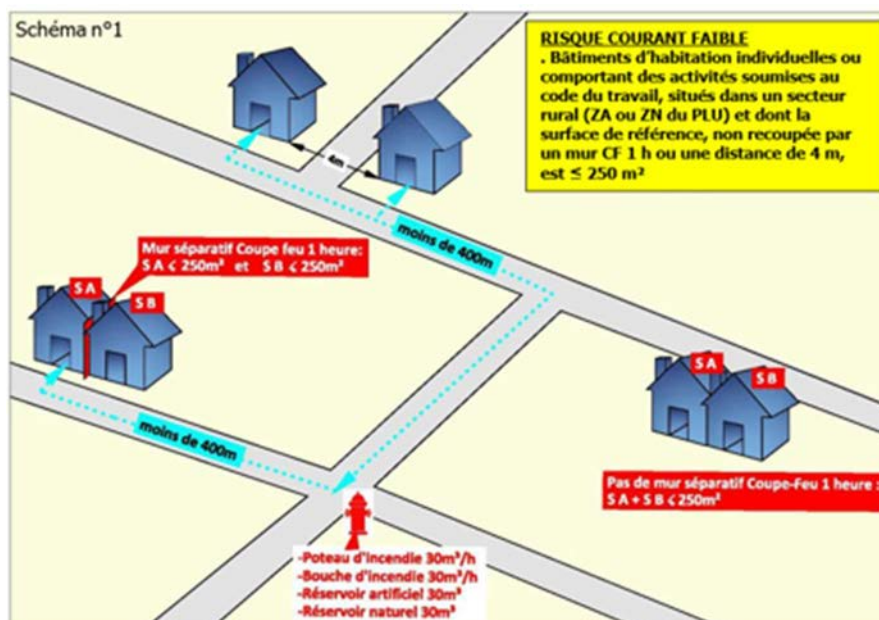 Schéma n°1
RISQUE COURANT FAIBLE
. Bâtiments d'habitation individuelles ou
comportant des activités soumises au
code du travail, situés dans un secteur
rural (ZA ou ZN du PLU) et dont la
surface de référence, non recoupée par
un mur CF 1 h ou une distance de 4 m,
est ≤ 250 m²
4m
moins de 400m
Mur séparatif Coupe feu 1 heure:
S A ≤ 250m² et S B ≤ 250m²
S A
S B
S A
S B
moins de 400m
Pas de mur séparatif Coupe-Feu 1 heure :
S A + S B ≤ 250m²
-Poteau d'incendie 30m³/h
-Bouche d'incendie 30m³/h
-Réservoir artificiel 30m³
-Réservoir naturel 30m³